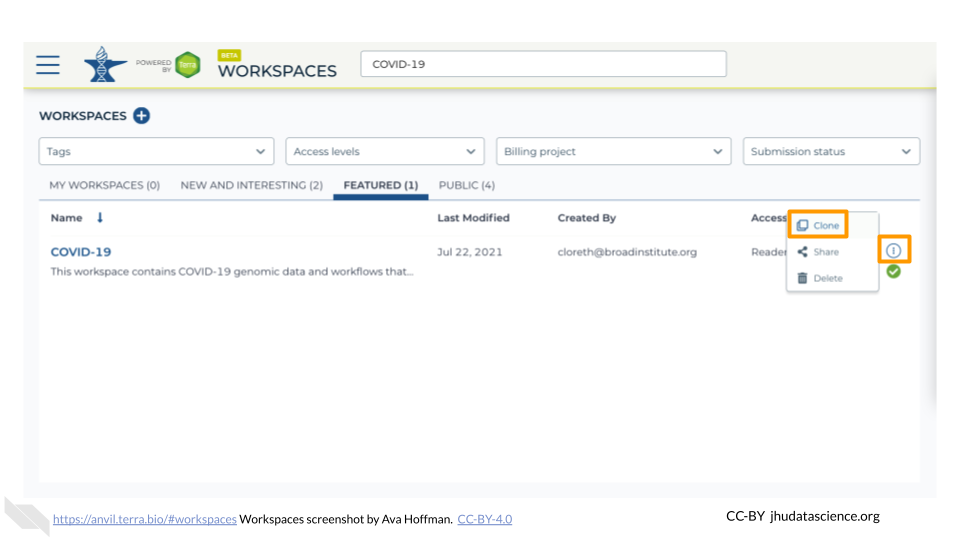 POWERED BY Terra
BETA
WORKSPACES
COVID-19
WORKSPACES
Tags
Access levels
Billing project
Submission status
MY WORKSPACES (0) NEW AND INTERESTING (2) FEATURED (1) PUBLIC (4)
Name Last Modified Created By Access
Clone
COVID-19 Jul 22, 2021 cloreth@broadinstitute.org Reader Share
This workspace contains COVID-19 genomic data and workflows that...
Delete
https://anvil.terra.bio/#workspaces Workspaces screenshot by Ava Hoffman. CC-BY-4.0
CC-BY jhudatascience.org